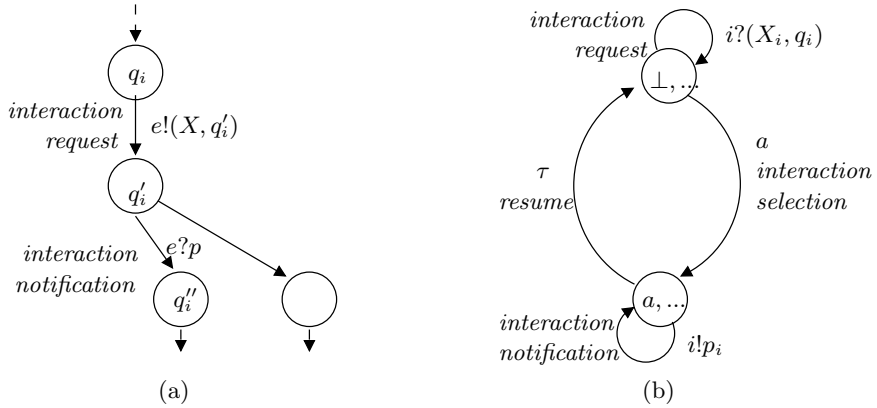 q_i
interaction
request
e!(X, q'_i)
q'_i
interaction
notification
e?p
q''_i
(a)
interaction
request
i?(X_i, q_i)
⊥, ...
τ
resume
a
interaction
selection
a, ...
interaction
notification
i!p_i
(b)